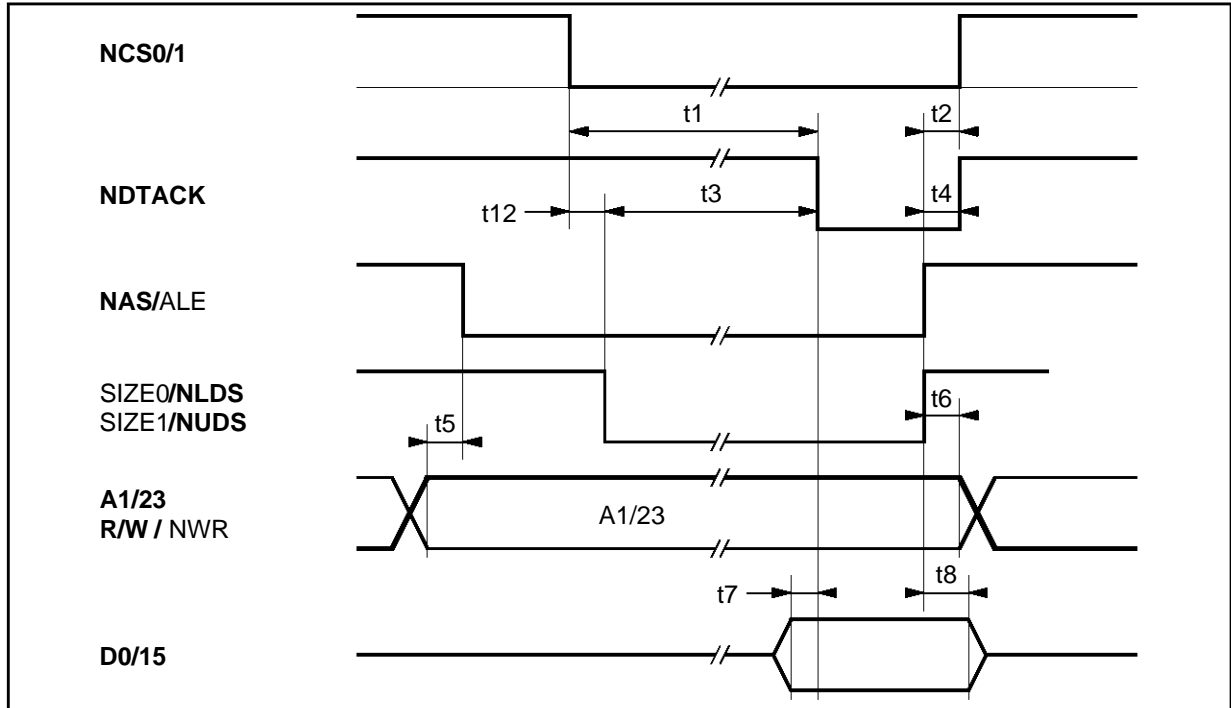 NCS0/1
t1
t2
NDTACK
t12
t3
t4
NAS/ALE
SIZE0/NLDS
SIZE1/NUDS
t5
t6
A1/23
R/W / NWR
A1/23
t7
t8
D0/15